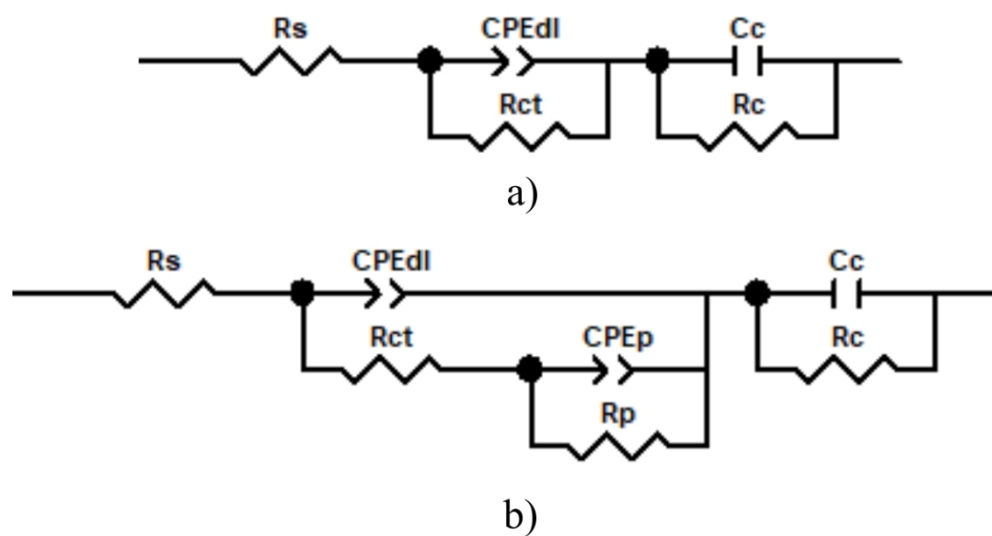 Rs CPEdl Cc
Rct Rc
a)
Rs CPEdl Cc
Rct CPEp Rc
Rp
b)